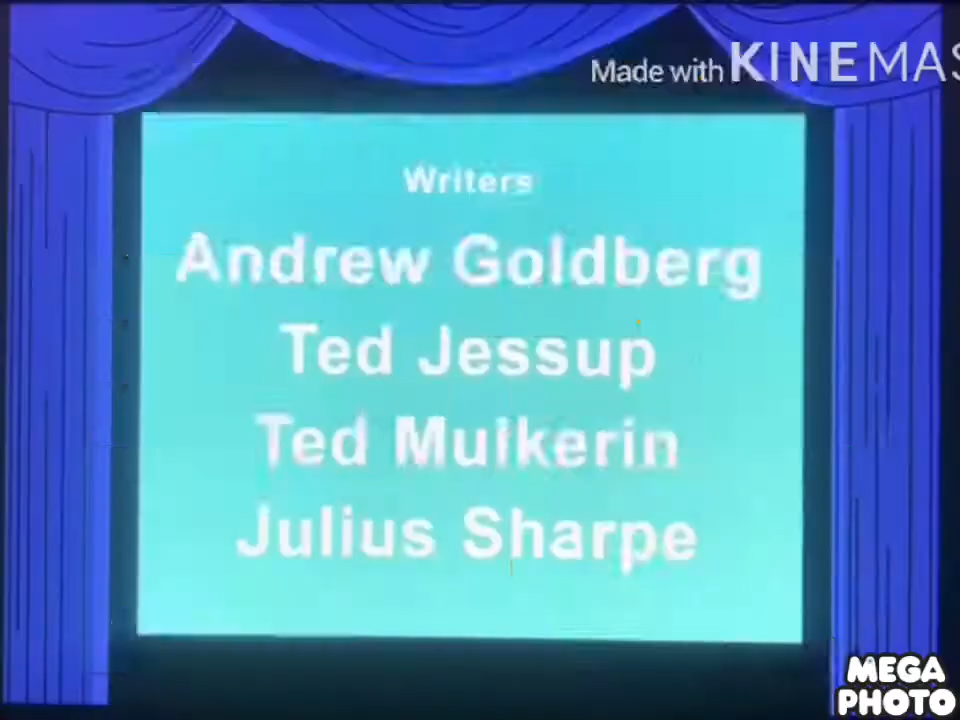 Made with KINEMAS
Writers
Andrew Goldberg
Ted Jessup
Ted Mulkerin
Julius Sharpe
MEGA
PHOTO